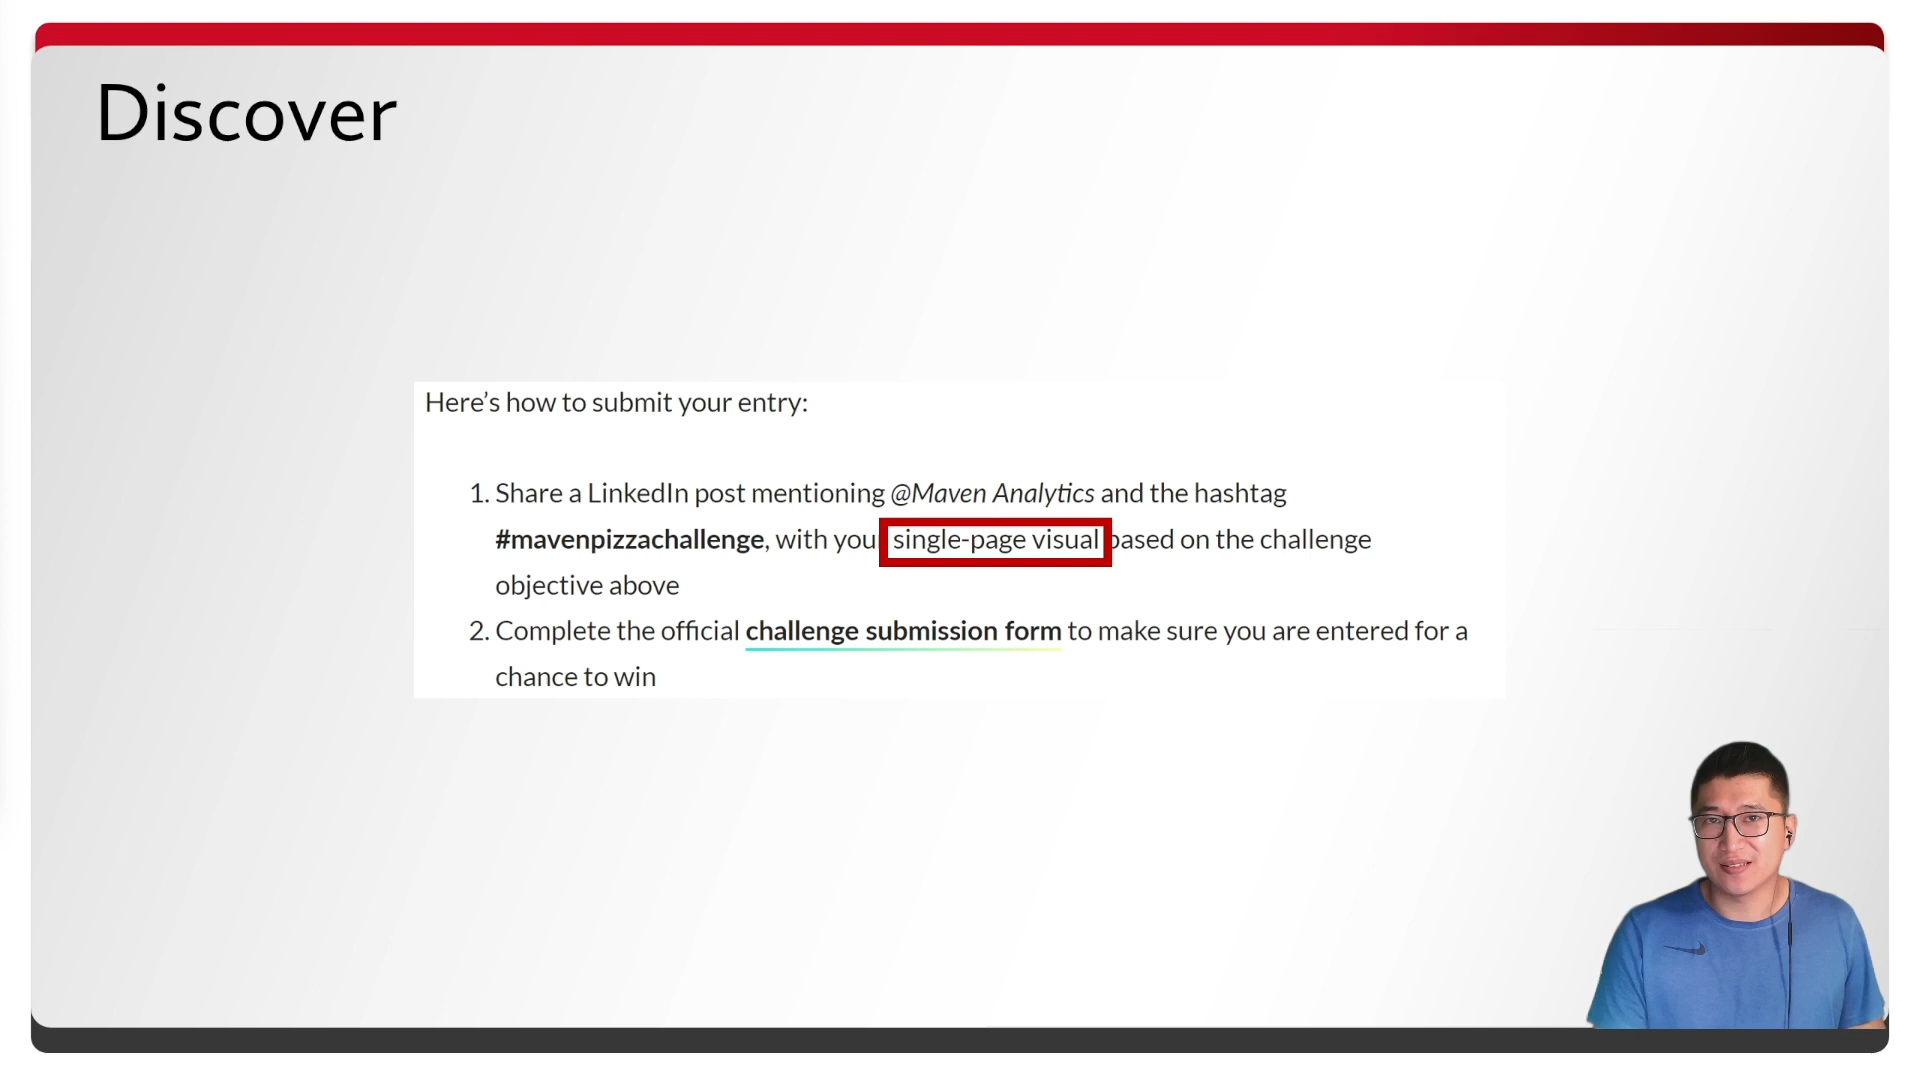 Discover
Here's how to submit your entry:
1. Share a LinkedIn post mentioning @Maven Analytics and the hashtag
#mavenpizzachallenge, with your single-page visual based on the challenge
objective above
2. Complete the official challenge submission form to make sure you are entered for a
chance to win